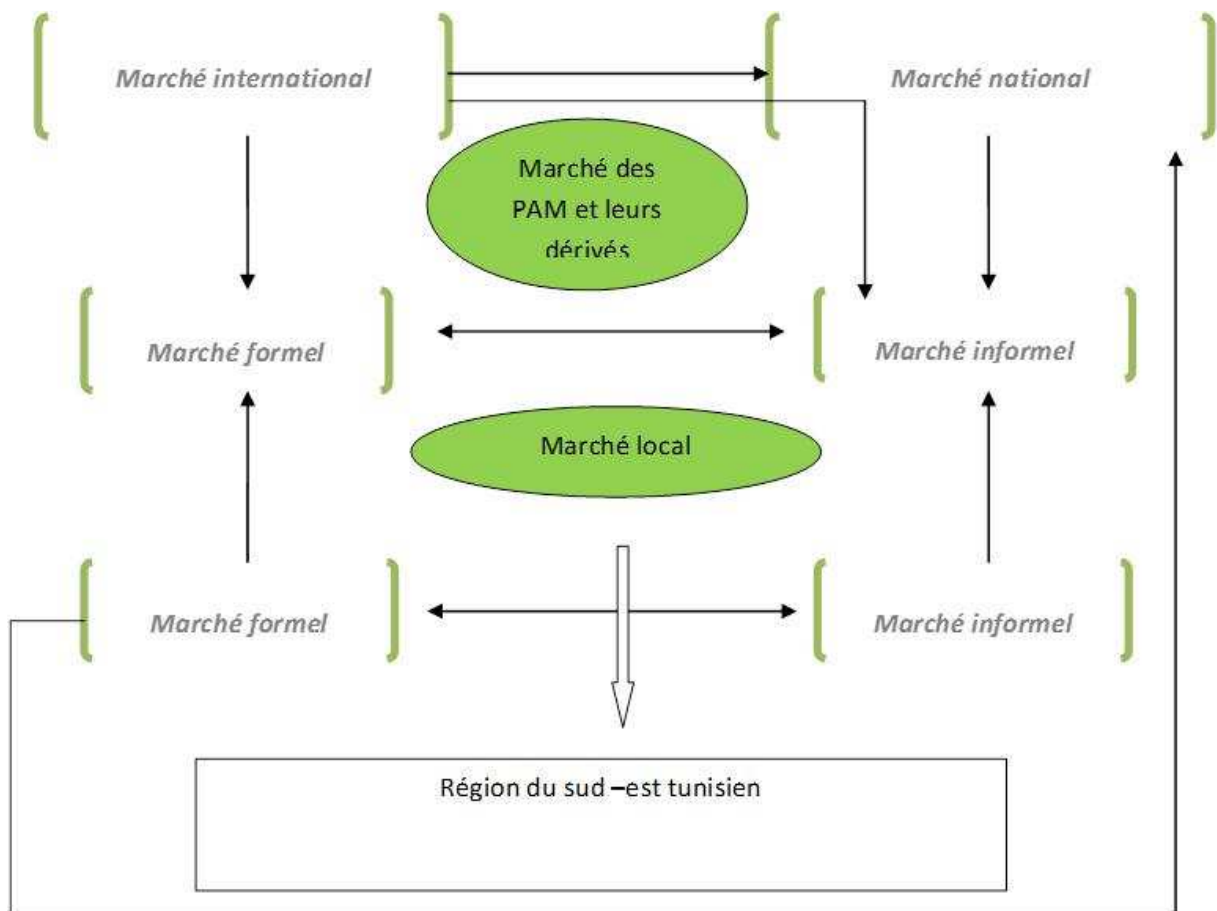 Marché international
Marché national
Marché des
PAM et leurs
dérivés
Marché formel
Marché informel
Marché local
Marché formel
Marché informel
Région du sud –est tunisien